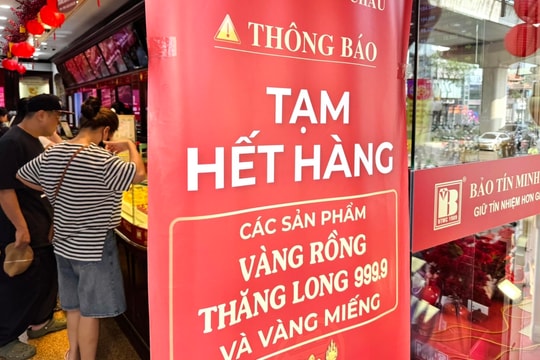 CHÂU
THÔNG BÁO
TẠM
HẾT HÀNG
CÁC SẢN PHẨM
VÀNG RỒNG
THĂNG LONG 999.9
VÀ VÀNG MIẾNG
BẢO TÍN MINH
GIỮ TÍN NHIỆM HƠN G